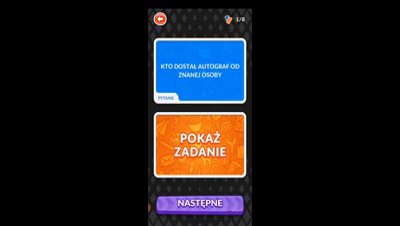 1/8
KTO DOSTAŁ AUTOGRAF OD
ZNANEJ OSOBY
PYTANIE
POKAŻ
ZADANIE
NASTĘPNE